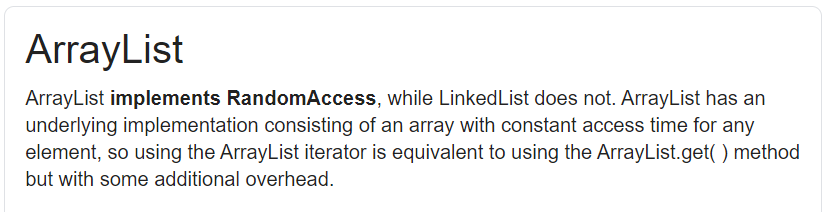 ArrayList
ArrayList implements RandomAccess, while LinkedList does not. ArrayList has an
underlying implementation consisting of an array with constant access time for any
element, so using the ArrayList iterator is equivalent to using the ArrayList.get( ) method
but with some additional overhead.